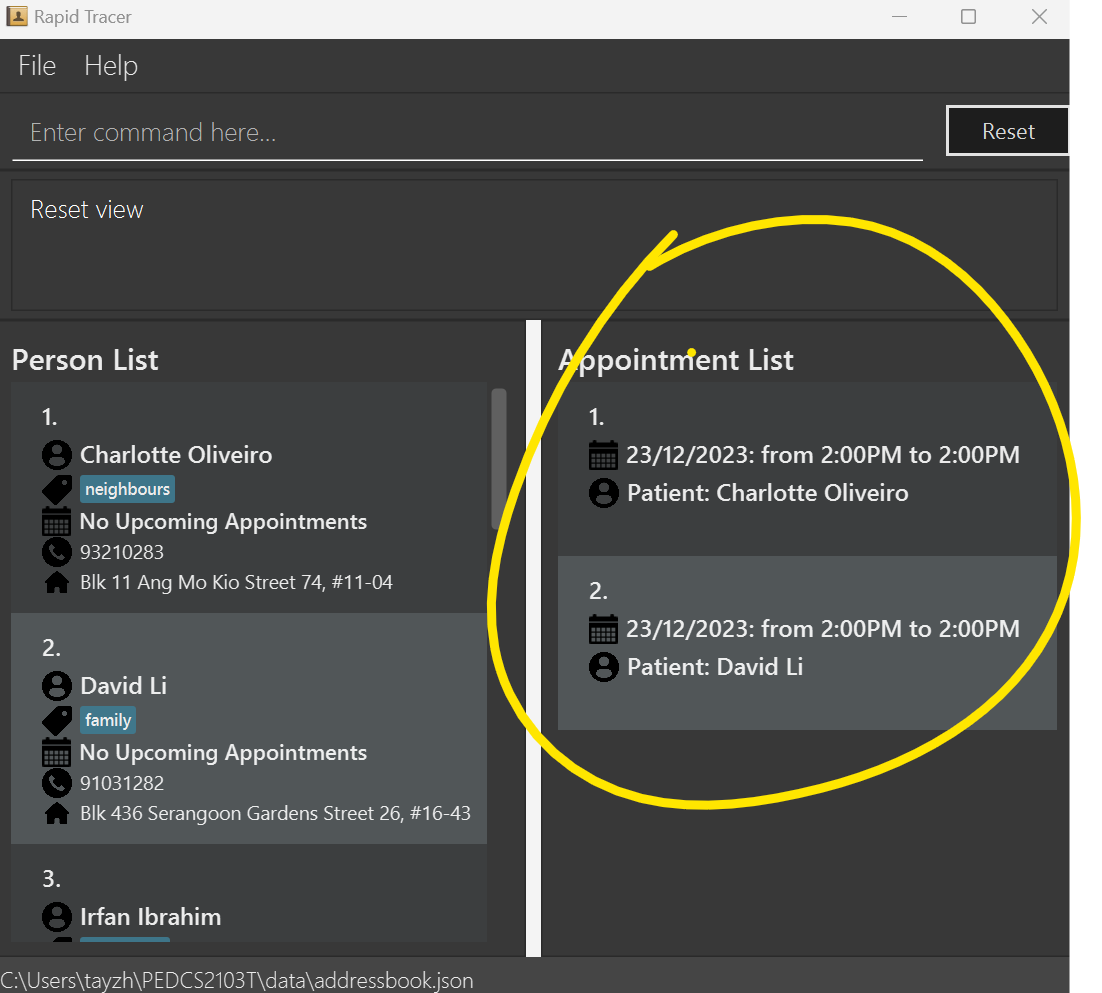 Rapid Tracer
File Help
Enter command here...
Reset
Reset view
Person List
1.
Charlotte Oliveiro
neighbours
No Upcoming Appointments
93210283
Blk 11 Ang Mo Kio Street 74, #11-04
2.
David Li
family
No Upcoming Appointments
91031282
Blk 436 Serangoon Gardens Street 26, #16-43
3.
Irfan Ibrahim
Appointment List
1.
23/12/2023: from 2:00PM to 2:00PM
Patient: Charlotte Oliveiro
2.
23/12/2023: from 2:00PM to 2:00PM
Patient: David Li
C:\Users\tayzh\PEDCS2103T\data\addressbook.json